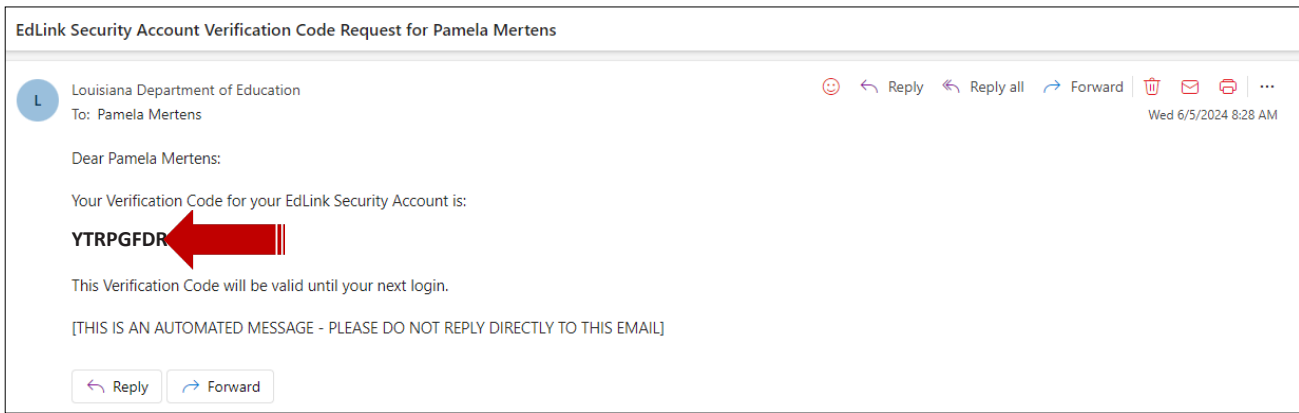 EdLink Security Account Verification Code Request for Pamela Mertens
L
Louisiana Department of Education
Reply
Reply all
Forward
To: Pamela Mertens
Wed 6/5/2024 8:28 AM
Dear Pamela Mertens:
Your Verification Code for your EdLink Security Account is:
YTRPGFDR
This Verification Code will be valid until your next login.
[THIS IS AN AUTOMATED MESSAGE - PLEASE DO NOT REPLY DIRECTLY TO THIS EMAIL]
Reply
Forward